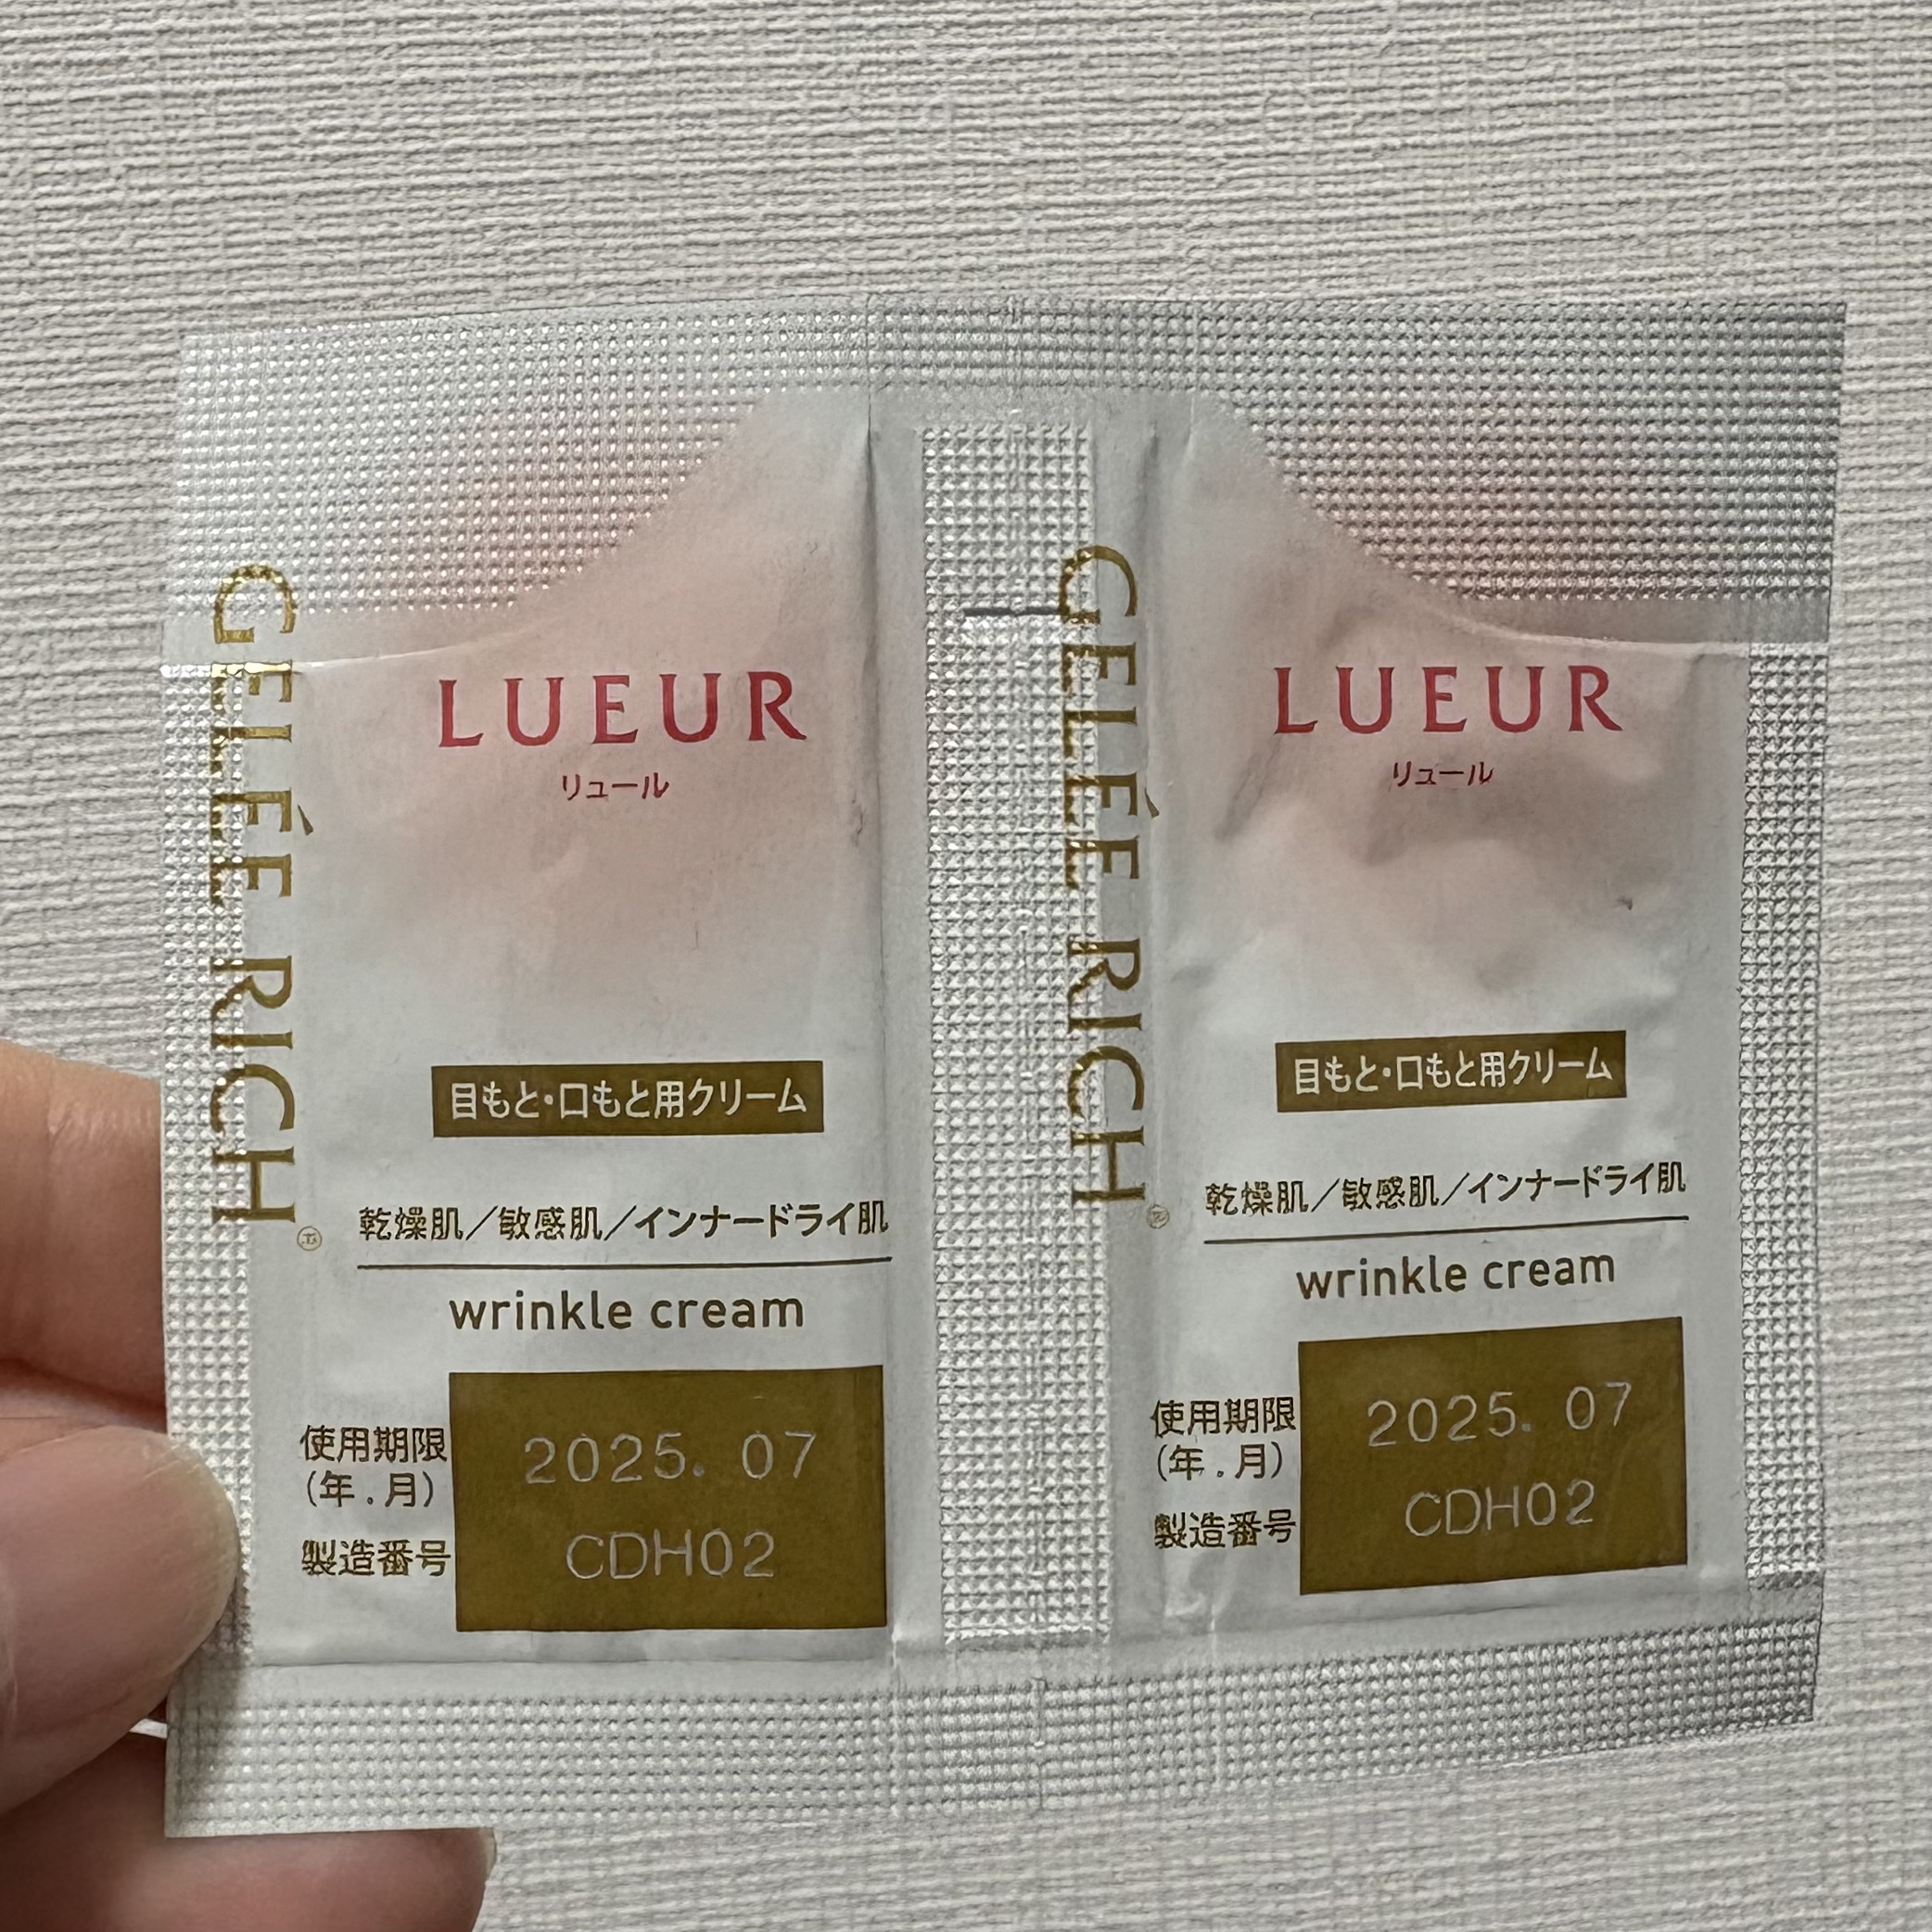 GELÉE RICH
LUEUR
リュール
目もと・口もと用クリーム
乾燥肌／敏感肌／インナードライ肌
wrinkle cream
使用期限
(年.月)
2025. 07
製造番号
CDH02
GELÉE RICH
LUEUR
リュール
目もと・口もと用クリーム
乾燥肌／敏感肌／インナードライ肌
wrinkle cream
使用期限
(年.月)
2025. 07
製造番号
CDH02